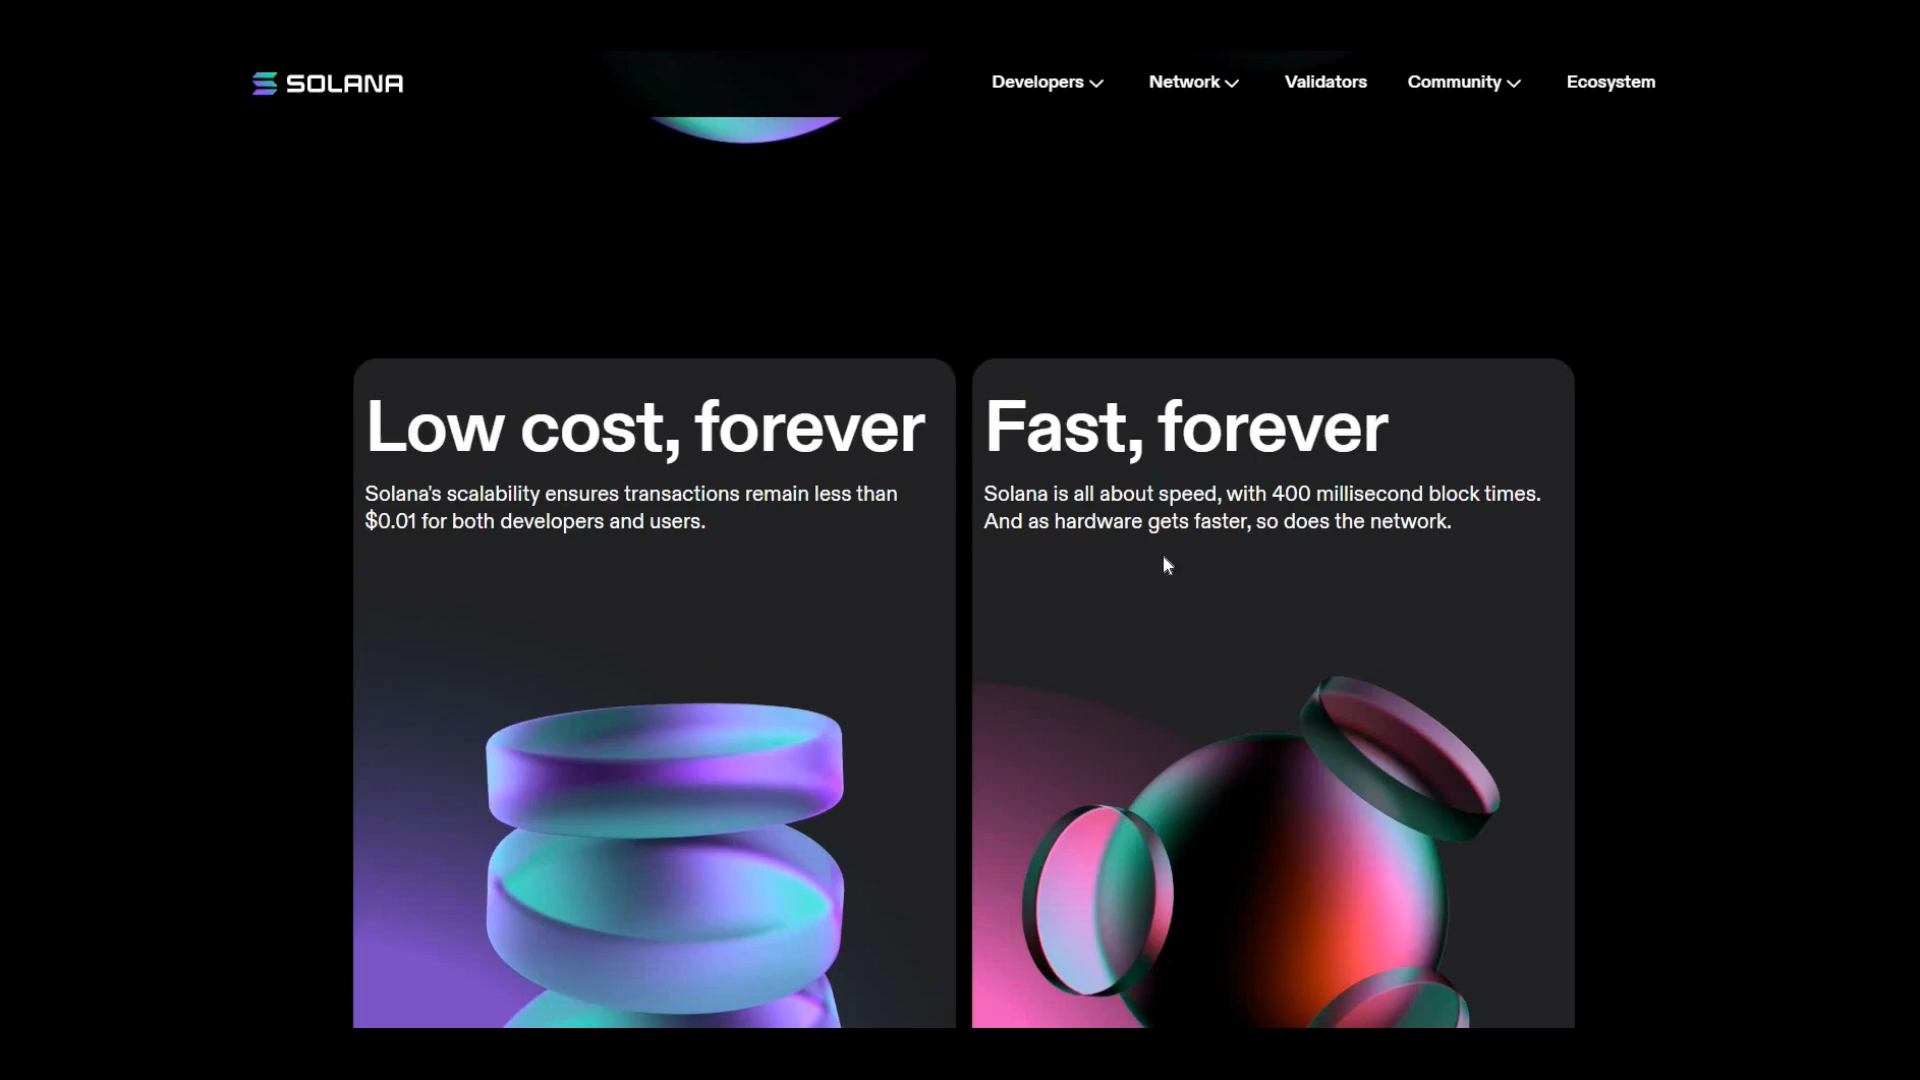 SOLANA
Developers
Network
Validators
Community
Ecosystem
Low cost, forever
Solana's scalability ensures transactions remain less than
$0.01 for both developers and users.
Fast, forever
Solana is all about speed, with 400 millisecond block times.
And as hardware gets faster, so does the network.